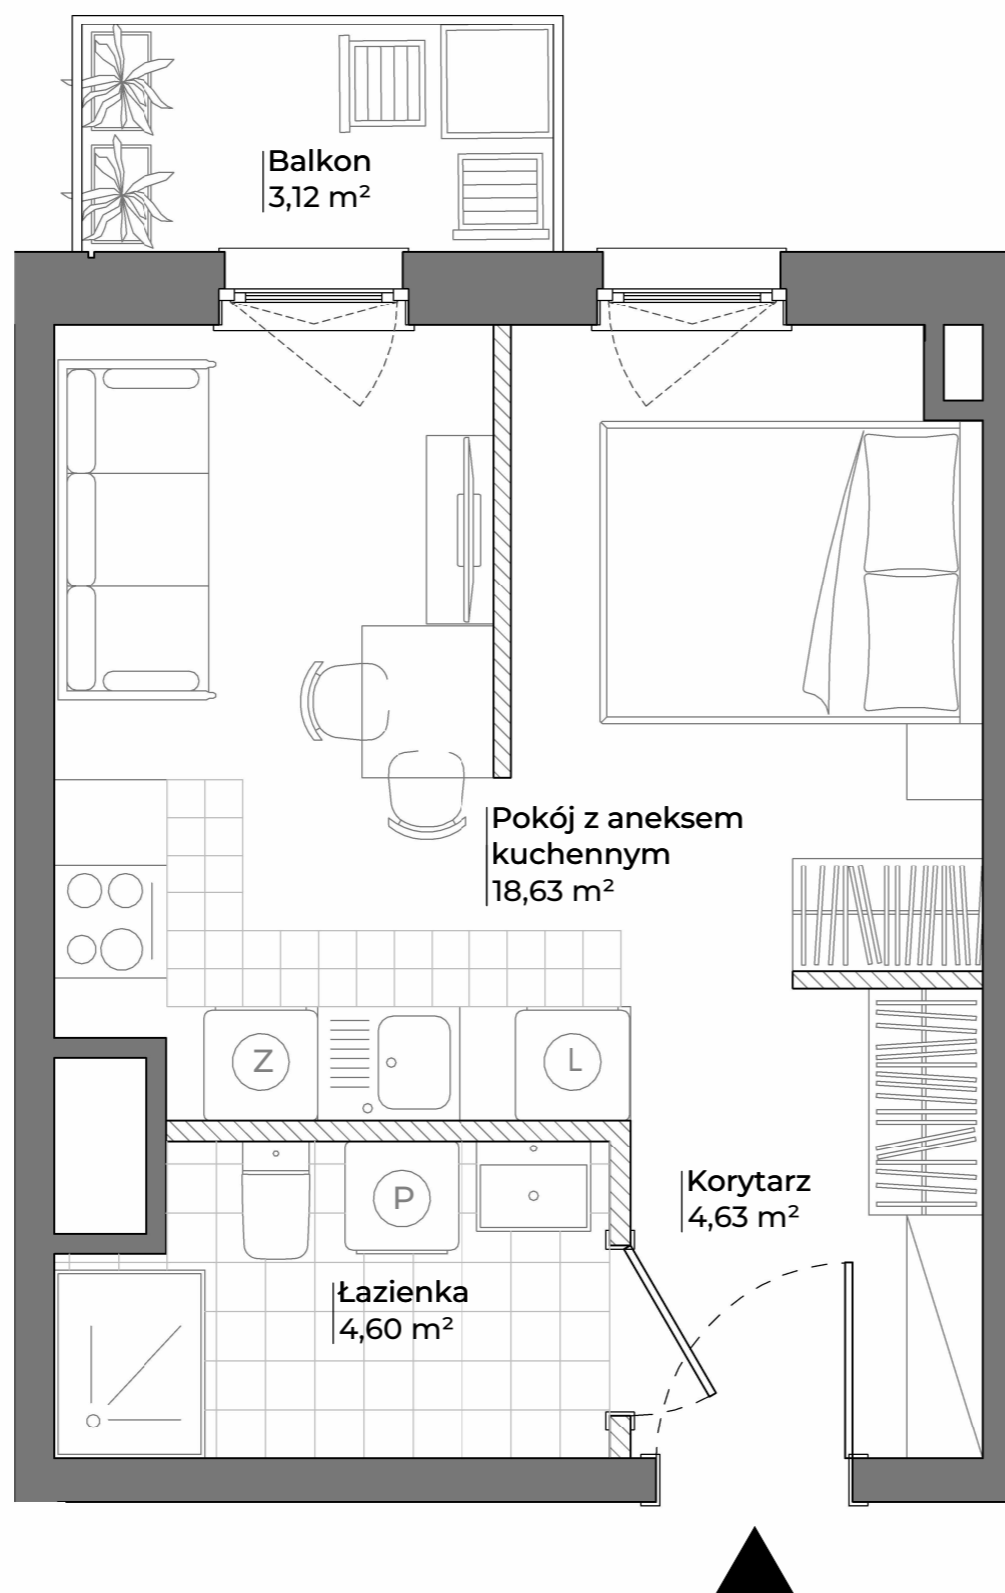 Balkon
3,12 m²
Pokój z aneksem
kuchennym
18,63 m²
Z
L
P
Korytarz
4,63 m²
Łazienka
4,60 m²